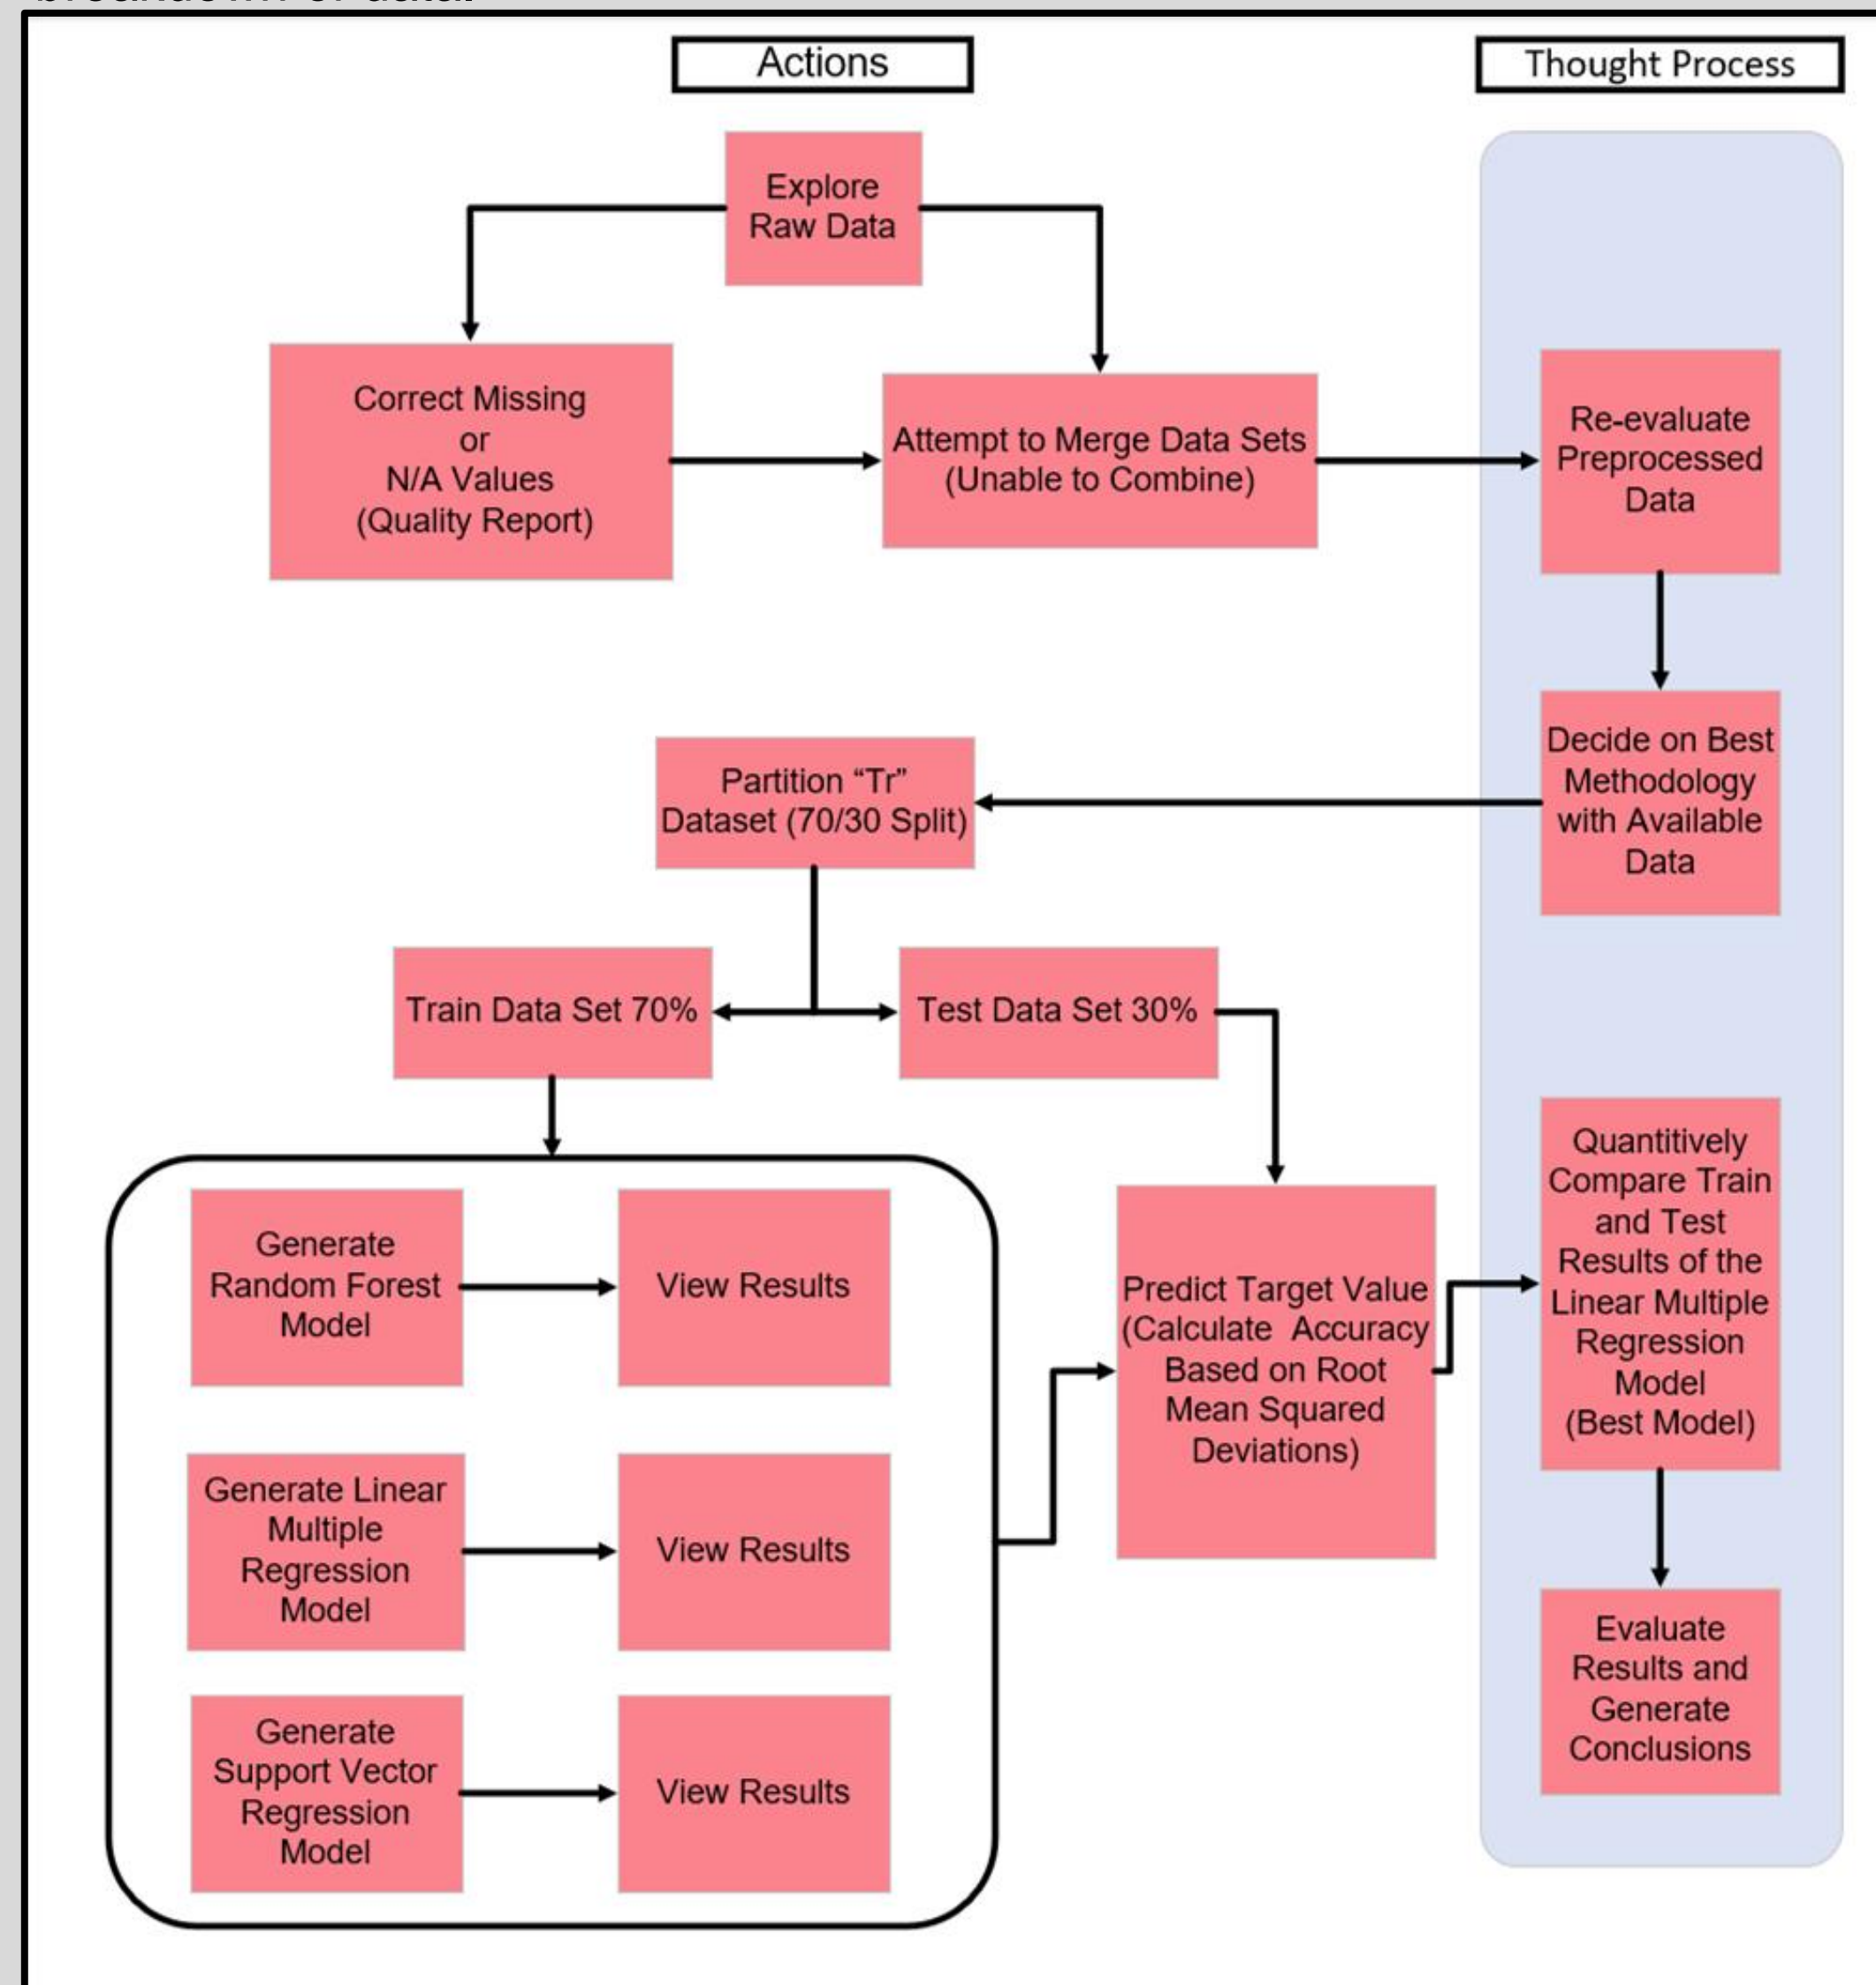 Actions
Thought Process
Explore
Raw Data
Correct Missing
or
N/A Values
(Quality Report)
Attempt to Merge Data Sets
(Unable to Combine)
Re-evaluate
Preprocessed
Data
Decide on Best
Methodology
with Available
Data
Partition “Tr”
Dataset (70/30 Split)
Train Data Set 70%
Test Data Set 30%
Generate
Random Forest
Model
View Results
Generate Linear
Multiple
Regression
Model
View Results
Generate
Support Vector
Regression
Model
View Results
Predict Target Value
(Calculate Accuracy
Based on Root
Mean Squared
Deviations)
Quantitively
Compare Train
and Test
Results of the
Linear Multiple
Regression
Model
(Best Model)
Evaluate
Results and
Generate
Conclusions